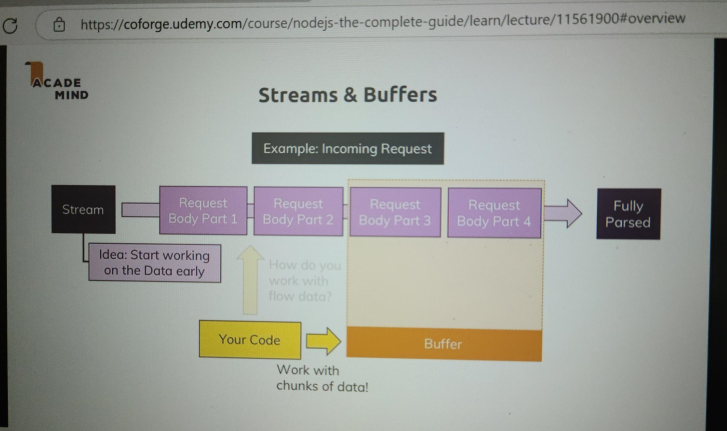 https://coforge.udemy.com/course/nodejs-the-complete-guide/learn/lecture/11561900#overview
ACADE
MIND
Streams & Buffers
Example: Incoming Request
Stream
Request
Body Part 1
Request
Body Part 2
Request
Body Part 3
Request
Body Part 4
Fully
Parsed
Idea: Start working
on the Data early
How do you
work with
flow data?
Your Code
Buffer
Work with
chunks of data!